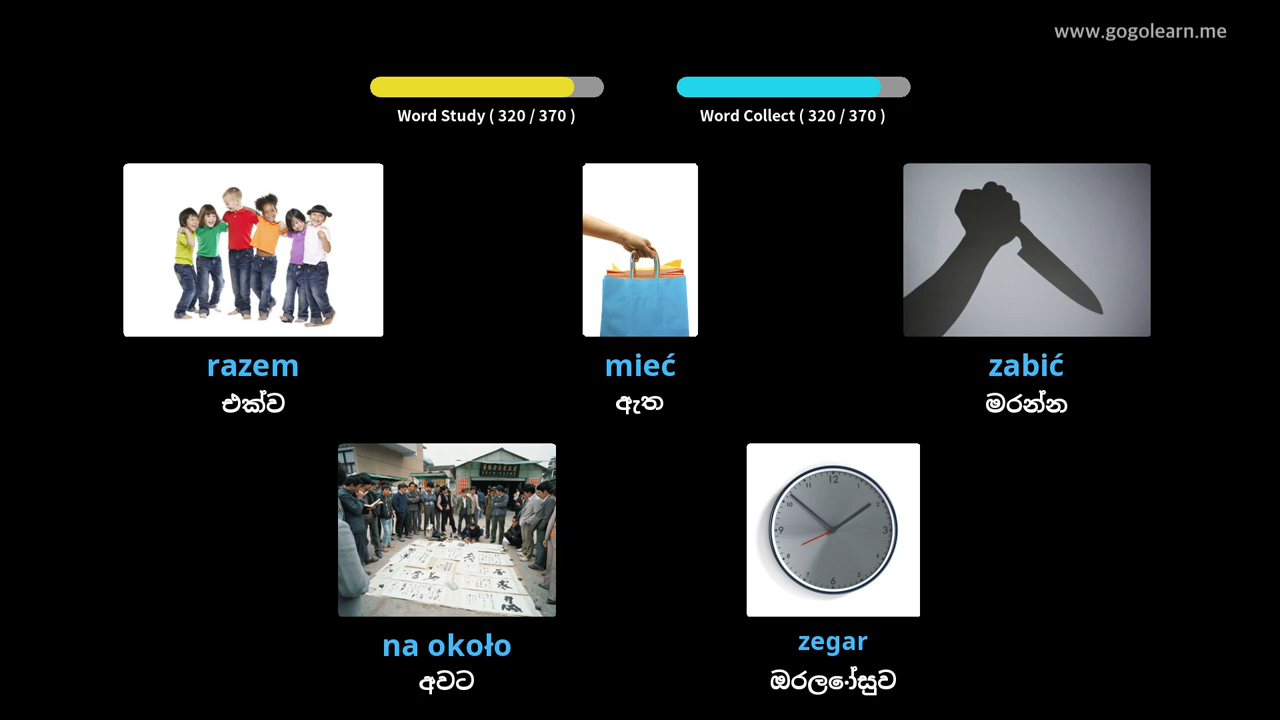 www.gogolearn.me
Word Study ( 320 / 370 )
Word Collect ( 320 / 370 )
razem
එක්ව
mieć
ඇත
zabić
මරන්න
na około
අවට
zegar
ඔරලෝසුව